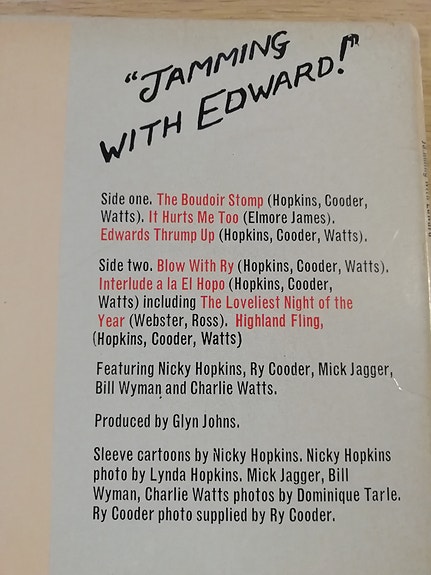 "JAMMING
WITH EDWARD!"
Side one. The Boudoir Stomp (Hopkins, Cooder,
Watts). It Hurts Me Too (Elmore James).
Edwards Thrump Up (Hopkins, Cooder, Watts).
Side two. Blow With Ry (Hopkins, Cooder, Watts).
Interlude a la El Hopo (Hopkins, Cooder,
Watts) including The Loveliest Night of the
Year (Webster, Ross). Highland Fling,
(Hopkins, Cooder, Watts)
Featuring Nicky Hopkins, Ry Cooder, Mick Jagger,
Bill Wyman and Charlie Watts.
Produced by Glyn Johns.
Sleeve cartoons by Nicky Hopkins. Nicky Hopkins
photo by Lynda Hopkins. Mick Jagger, Bill
Wyman, Charlie Watts photos by Dominique Tarle.
Ry Cooder photo supplied by Ry Cooder.